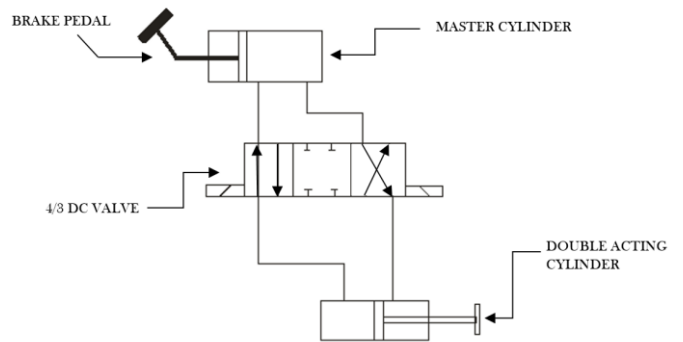 BRAKE PEDAL
MASTER CYLINDER
4/3 DC VALVE
DOUBLE ACTING
CYLINDER